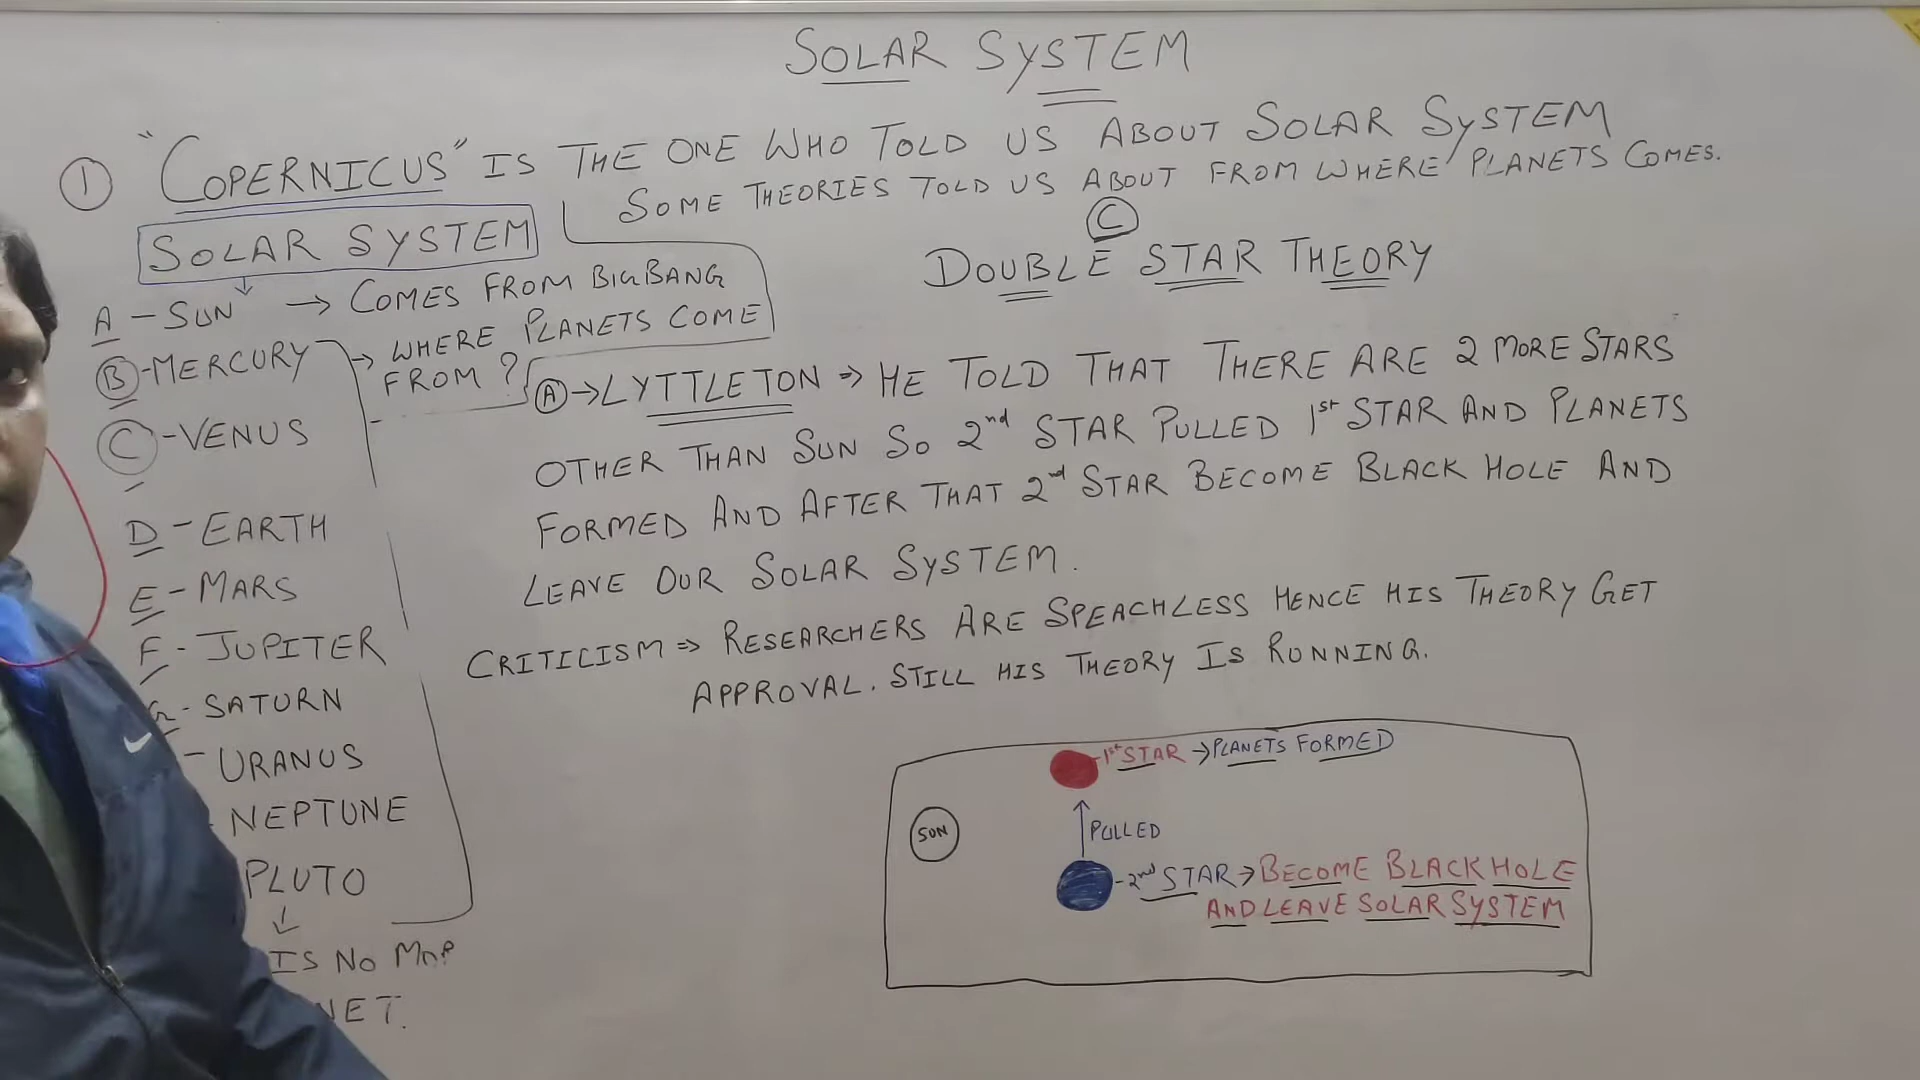 SOLAR SYSTEM
① "COPERNICUS" IS THE ONE WHO TOLD US ABOUT SOLAR SYSTEM
SOME THEORIES TOLD US ABOUT FROM WHERE PLANETS COMES.
SOLAR SYSTEM
A - SUN → COMES FROM BIGBANG
B - MERCURY → WHERE PLANETS COME
FROM ?
C - VENUS
D - EARTH
E - MARS
F - JUPITER
G - SATURN
- URANUS
NEPTUNE
PLUTO
IS NO
C
DOUBLE STAR THEORY
A → LYTTLETON ⇒ HE TOLD THAT THERE ARE 2 MORE STARS
OTHER THAN SUN SO 2nd STAR PULLED 1st STAR AND PLANETS
FORMED AND AFTER THAT 2nd STAR BECOME BLACK HOLE AND
LEAVE OUR SOLAR SYSTEM.
CRITICISM ⇒ RESEARCHERS ARE SPEACHLESS HENCE HIS THEORY GET
APPROVAL. STILL HIS THEORY IS RUNNING.
1st STAR → PLANETS FORMED
SUN
PULLED
- 2nd STAR → BECOME BLACK HOLE
AND LEAVE SOLAR SYSTEM